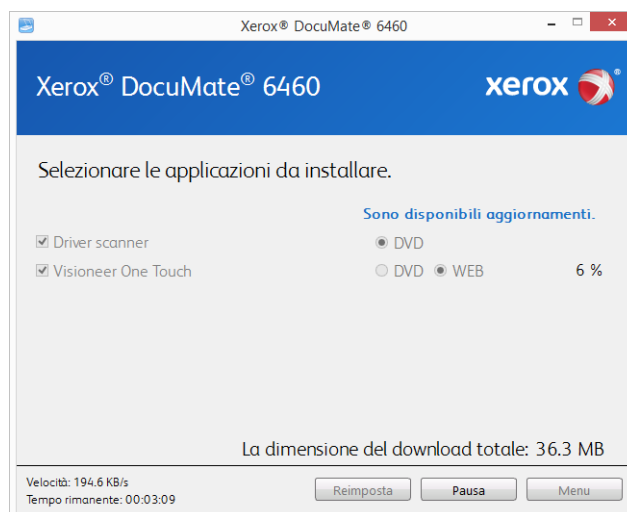 Xerox® DocuMate® 6460
Xerox® DocuMate® 6460
xerox®
Selezionare le applicazioni da installare.
Sono disponibili aggiornamenti.
Driver scanner DVD
Visioneer One Touch DVD WEB 6 %
La dimensione del download totale: 36.3 MB
Velocità: 194.6 KB/s
Tempo rimanente: 00:03:09
Reimposta Pausa Menu